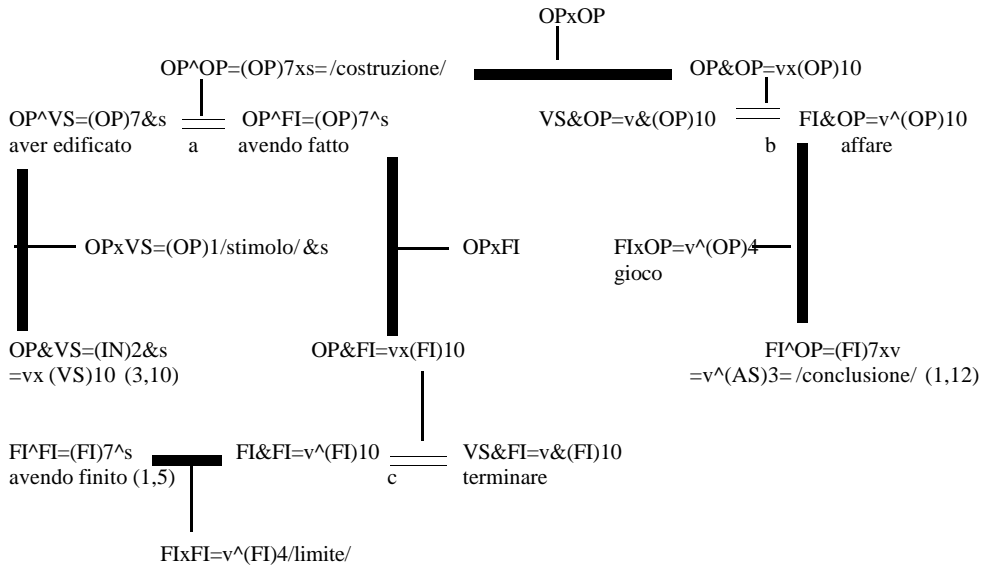 OPxOP
OP^OP=(OP)7xs=/costruzione/ OP&OP=vx(OP)10
OP^VS=(OP)7&s OP^FI=(OP)7^s VS&OP=v&(OP)10 FI&OP=v^(OP)10
aver edificato a avendo fatto b affare
OPxVS=(OP)1/stimolo/ &s OPxFI FIxOP=v^(OP)4
gioco
OP&VS=(IN)2&s OP&FI=vx(FI)10 FI^OP=(FI)7xv
=vx (VS)10 (3,10) =v^(AS)3= /conclusione/ (1,12)
FI^FI=(FI)7^s FI&FI=v^(FI)10 VS&FI=v&(FI)10
avendo finito (1,5) c terminare
FIxFI=v^(FI)4/limite/